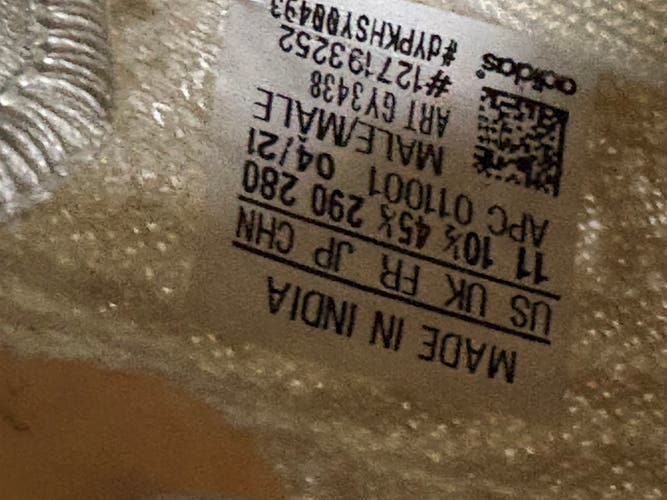 MADE IN INDIA
US UK FR JP CHN
11 10½ 45⅓ 290 280
APC 011001 04/21
MALE/MALE
ART GY3438
#127193252
#dYPKHSY00493
adidas